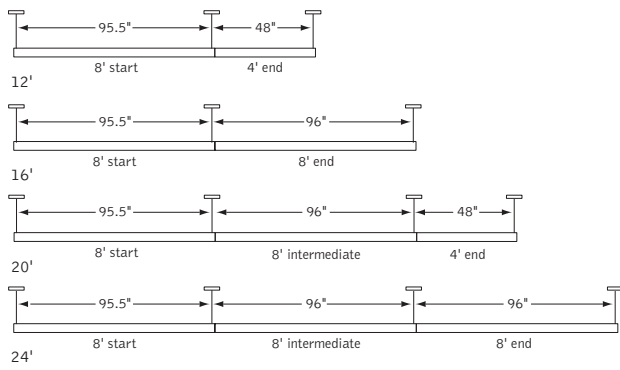 95.5" 48"
8' start 4' end
12'
95.5" 96"
8' start 8' end
16'
95.5" 96" 48"
8' start 8' intermediate 4' end
20'
95.5" 96" 96"
8' start 8' intermediate 8' end
24'